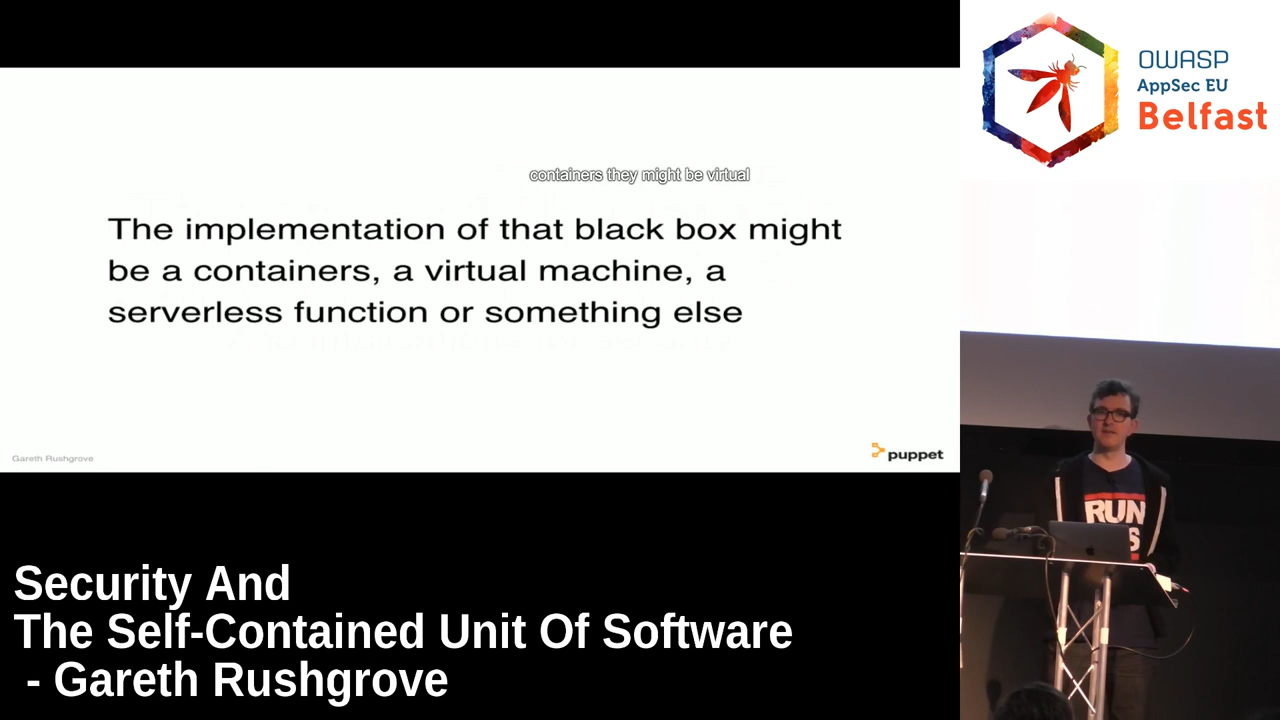 containers they might be virtual
The implementation of that black box might
be a containers, a virtual machine, a
serverless function or something else
Gareth Rushgrove
puppet
OWASP
AppSec EU
Belfast
RUN
Security And
The Self-Contained Unit Of Software
- Gareth Rushgrove